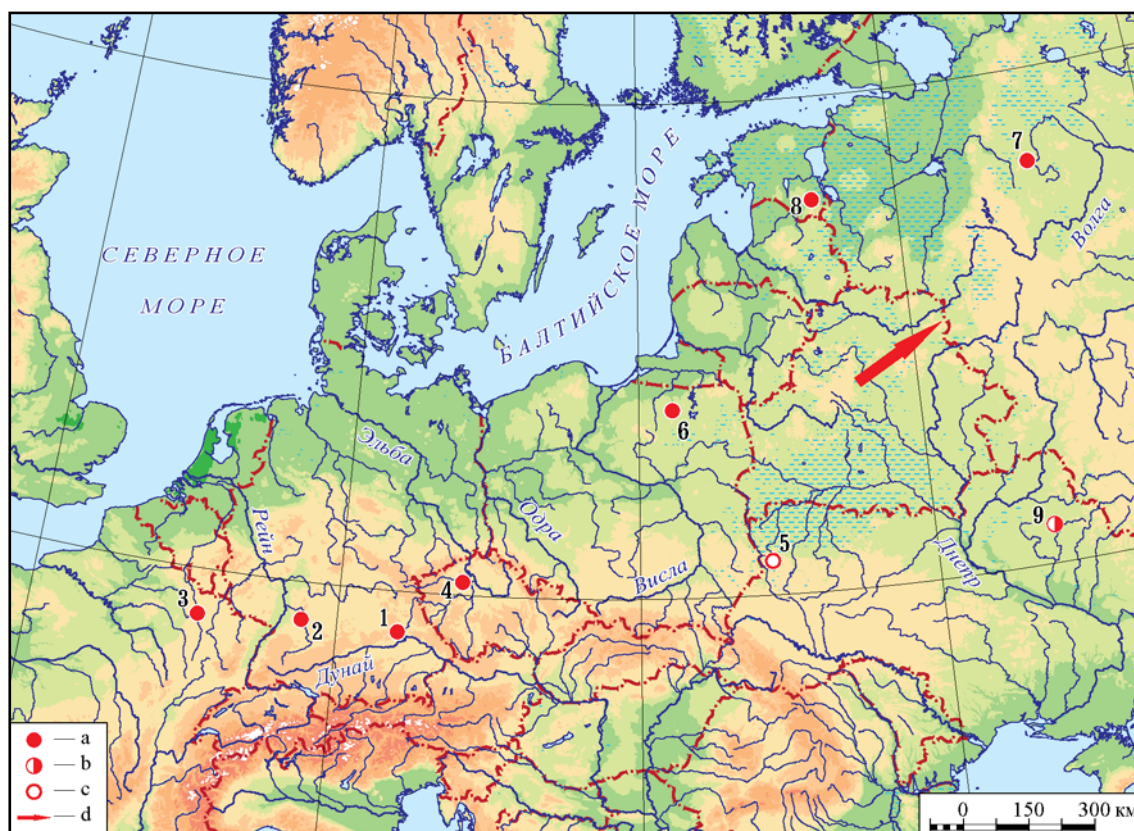 СЕВЕРНОЕ
МОРЕ
БАЛТИЙСКОЕ МОРЕ
7
Волга
8
Эльба
6
Одра
Рейн
9
5
Днепр
Висла
4
3
2
1
Дунай
a
b
c
d
0 150 300 км